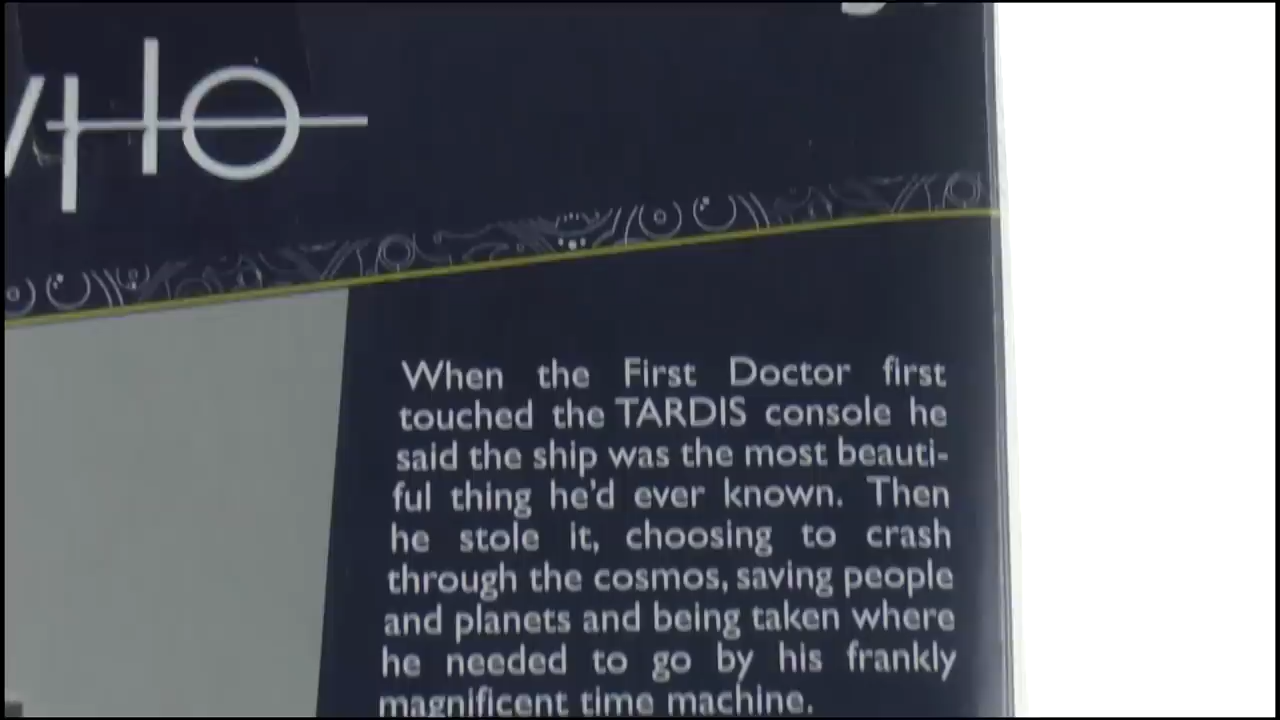 WHO
When the First Doctor first
touched the TARDIS console he
said the ship was the most beauti-
ful thing he'd ever known. Then
he stole it, choosing to crash
through the cosmos, saving people
and planets and being taken where
he needed to go by his frankly
magnificent time machine.